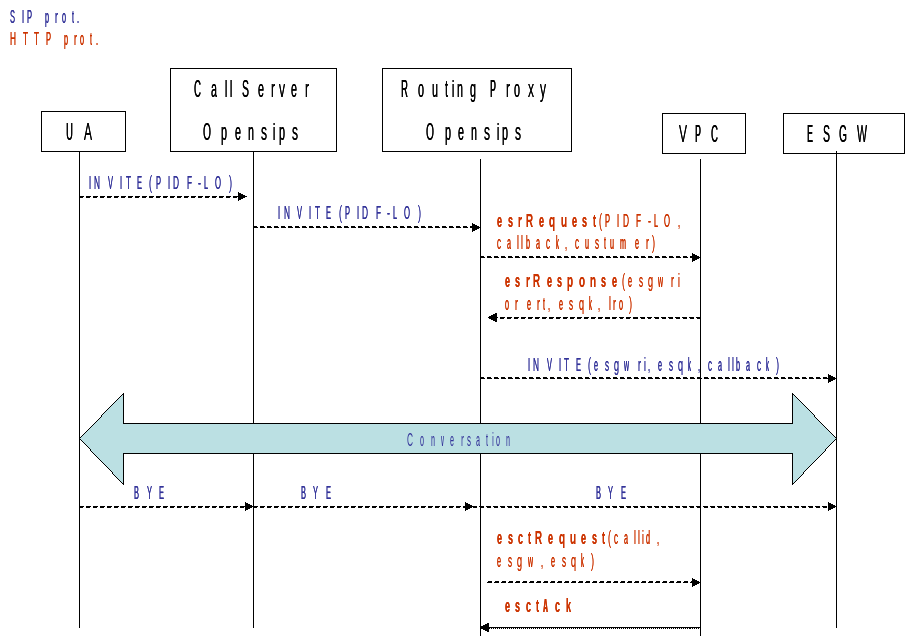 SIP prot.
HTTP prot.
Call Server
Opensips
Routing Proxy
Opensips
UA
VPC
ESGW
INVITE(PIDF-LO)
INVITE(PIDF-LO)
esrRequest(PIDF-LO,
callback, custumer)
esrResponse(esgwri
or ert, esqk, lro)
INVITE(esgwri, esqk, callback)
Conversation
BYE
BYE
BYE
esctRequest(callid,
esgw, esqk)
esctAck